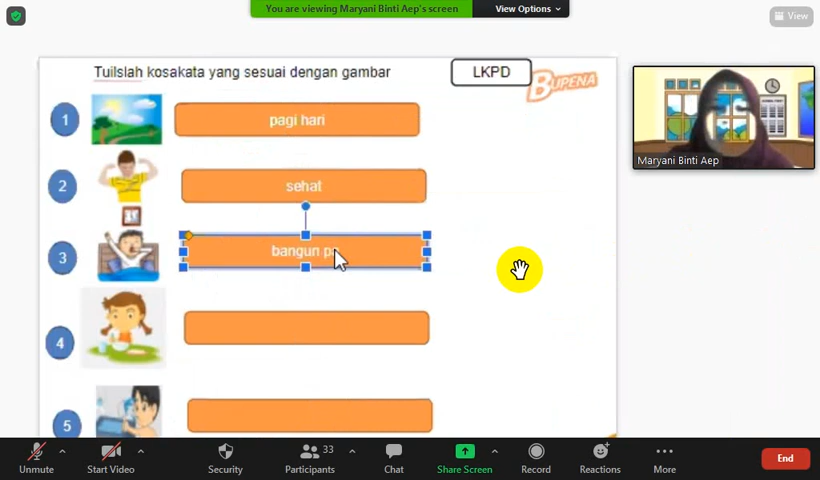 You are viewing Maryani Binti Aep's screen
View Options
View
Tuilslah kosakata yang sesuai dengan gambar
LKPD
BUPENA
1
pagi hari
Maryani Binti Aep
2
sehat
3
bangun
4
5
Unmute
Start Video
Security
33
Participants
Chat
Share Screen
Record
Reactions
More
End